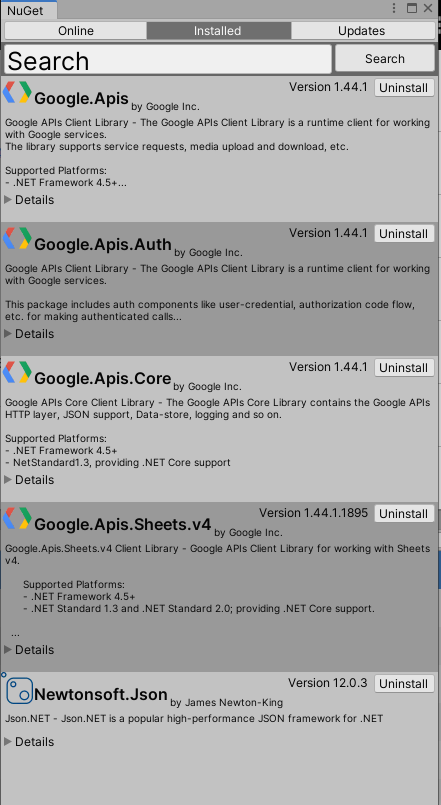 NuGet
Online
Installed
Updates
Search
Search
Google.Apis by Google Inc.
Version 1.44.1
Uninstall
Google APIs Client Library - The Google APIs Client Library is a runtime client for working
with Google services.
The library supports service requests, media upload and download, etc.
Supported Platforms:
- .NET Framework 4.5+...
Details
Google.Apis.Auth by Google Inc.
Version 1.44.1
Uninstall
Google APIs Client Library - The Google APIs Client Library is a runtime client for working
with Google services.
This package includes auth components like user-credential, authorization code flow,
etc. for making authenticated calls...
Details
Google.Apis.Core by Google Inc.
Version 1.44.1
Uninstall
Google APIs Core Client Library - The Google APIs Core Client Library contains the Google APIs
HTTP layer, JSON support, Data-store, logging and so on.
Supported Platforms:
- .NET Framework 4.5+
- NetStandard1.3, providing .NET Core support
Details
Google.Apis.Sheets.v4 by Google Inc.
Version 1.44.1.1895
Uninstall
Google.Apis.Sheets.v4 Client Library - Google APIs Client Library for working with Sheets
v4.
Supported Platforms:
- .NET Framework 4.5+
- .NET Standard 1.3 and .NET Standard 2.0; providing .NET Core support.
...
Details
Newtonsoft.Json by James Newton-King
Version 12.0.3
Uninstall
Json.NET - Json.NET is a popular high-performance JSON framework for .NET
Details